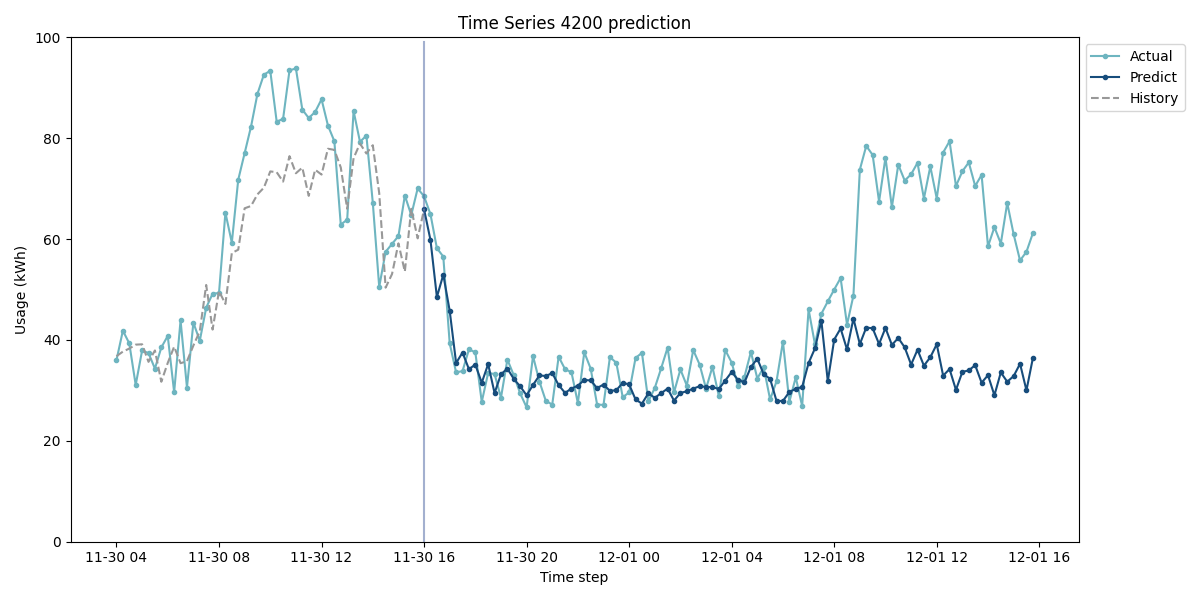 Time Series 4200 prediction
Usage (kWh)
100
80
60
40
20
0
11-30 04
11-30 08
11-30 12
11-30 16
11-30 20
12-01 00
12-01 04
12-01 08
12-01 12
12-01 16
Time step
Actual
Predict
History